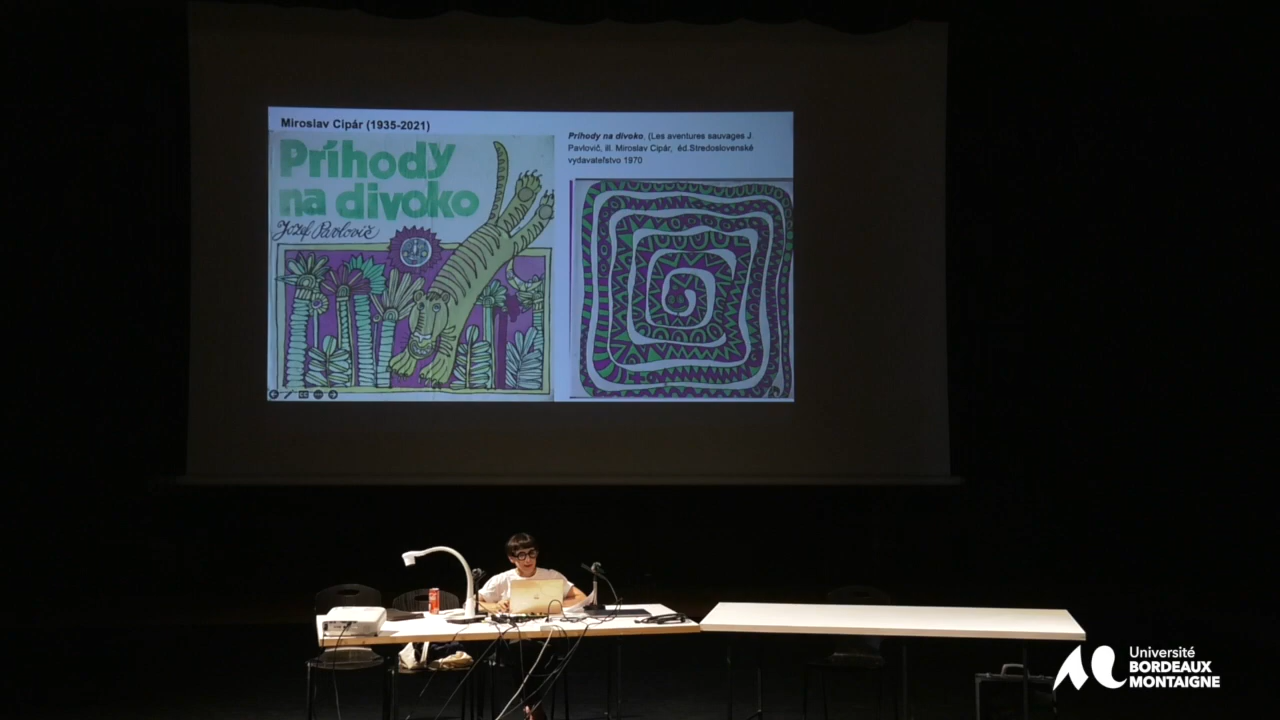 Miroslav Cipár (1935-2021)
Príhody
na divoko
Jozef Pavlovič
Príhody na divoko, (Les aventures sauvages J.
Pavlovič, ill. Miroslav Cipár, éd.Stredoslovenské
vydavateľstvo 1970
Université
BORDEAUX
MONTAIGNE